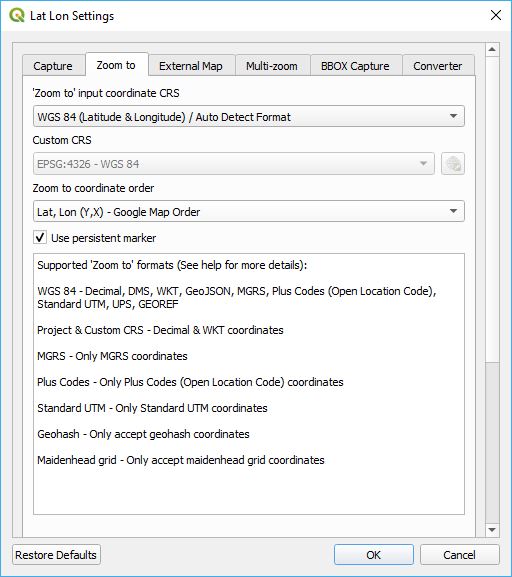 Lat Lon Settings
Capture
Zoom to
External Map
Multi-zoom
BBOX Capture
Converter
'Zoom to' input coordinate CRS
WGS 84 (Latitude & Longitude) / Auto Detect Format
Custom CRS
EPSG:4326 - WGS 84
Zoom to coordinate order
Lat, Lon (Y,X) - Google Map Order
Use persistent marker
Supported 'Zoom to' formats (See help for more details):
WGS 84 - Decimal, DMS, WKT, GeoJSON, MGRS, Plus Codes (Open Location Code),
Standard UTM, UPS, GEOREF
Project & Custom CRS - Decimal & WKT coordinates
MGRS - Only MGRS coordinates
Plus Codes - Only Plus Codes (Open Location Code) coordinates
Standard UTM - Only Standard UTM coordinates
Geohash - Only accept geohash coordinates
Maidenhead grid - Only accept maidenhead grid coordinates
Restore Defaults
OK
Cancel